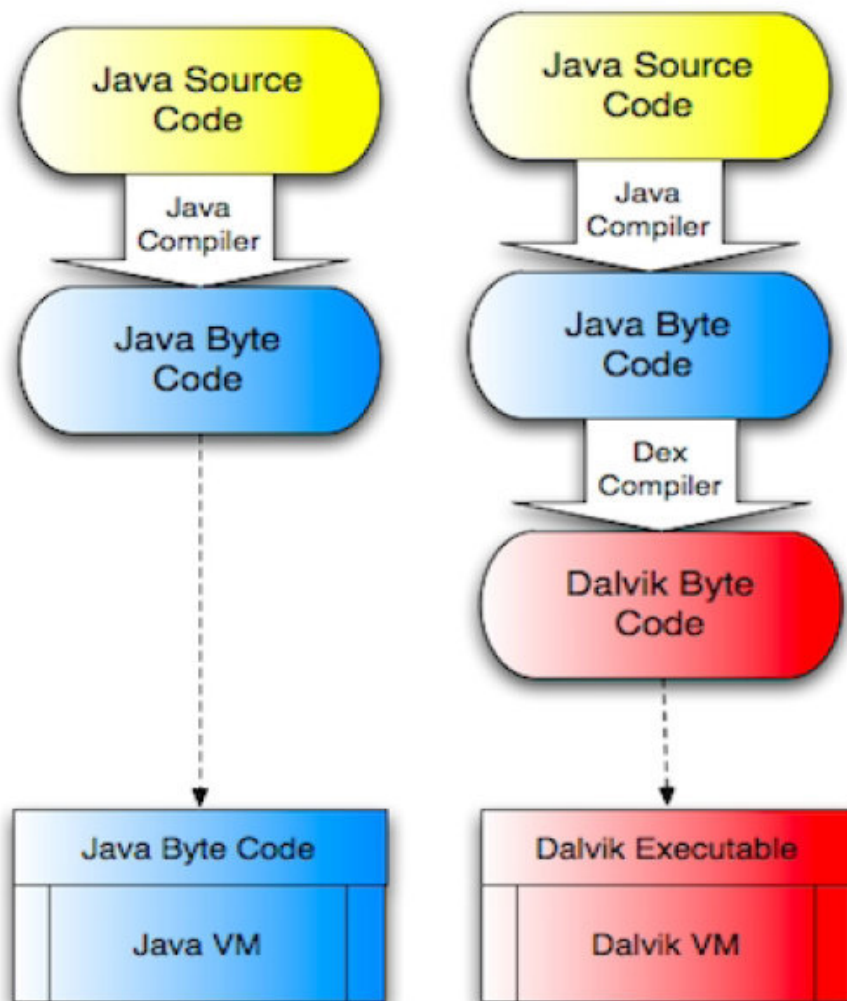 Java Source
Code
Java
Compiler
Java Byte
Code
Java Byte Code
Java VM
Java Source
Code
Java
Compiler
Java Byte
Code
Dex
Compiler
Dalvik Byte
Code
Dalvik Executable
Dalvik VM